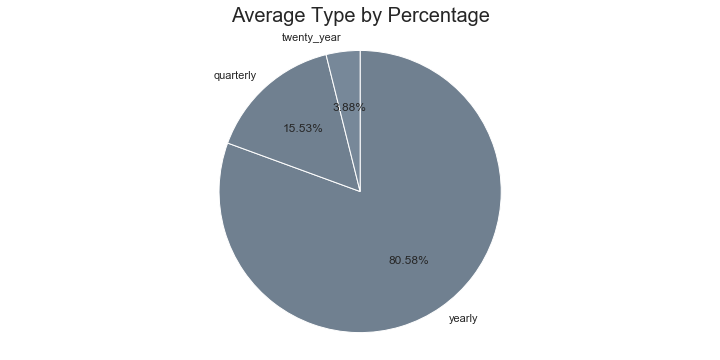 Average Type by Percentage
twenty_year
quarterly
3.88%
15.53%
80.58%
yearly